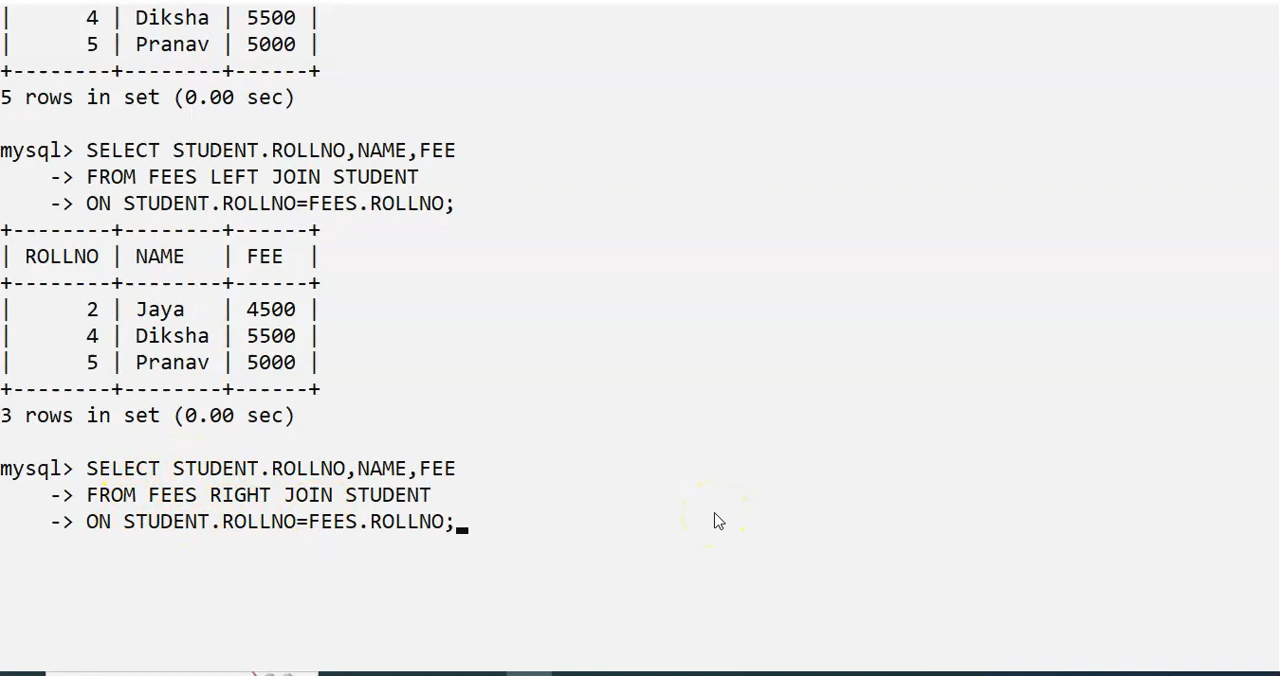 |      4 | Diksha | 5500 |
|      5 | Pranav | 5000 |
+--------+--------+------+
5 rows in set (0.00 sec)
mysql> SELECT STUDENT.ROLLNO,NAME,FEE
    -> FROM FEES LEFT JOIN STUDENT
    -> ON STUDENT.ROLLNO=FEES.ROLLNO;
+--------+--------+------+
| ROLLNO | NAME   | FEE  |
+--------+--------+------+
|      2 | Jaya   | 4500 |
|      4 | Diksha | 5500 |
|      5 | Pranav | 5000 |
+--------+--------+------+
3 rows in set (0.00 sec)
mysql> SELECT STUDENT.ROLLNO,NAME,FEE
    -> FROM FEES RIGHT JOIN STUDENT
    -> ON STUDENT.ROLLNO=FEES.ROLLNO;